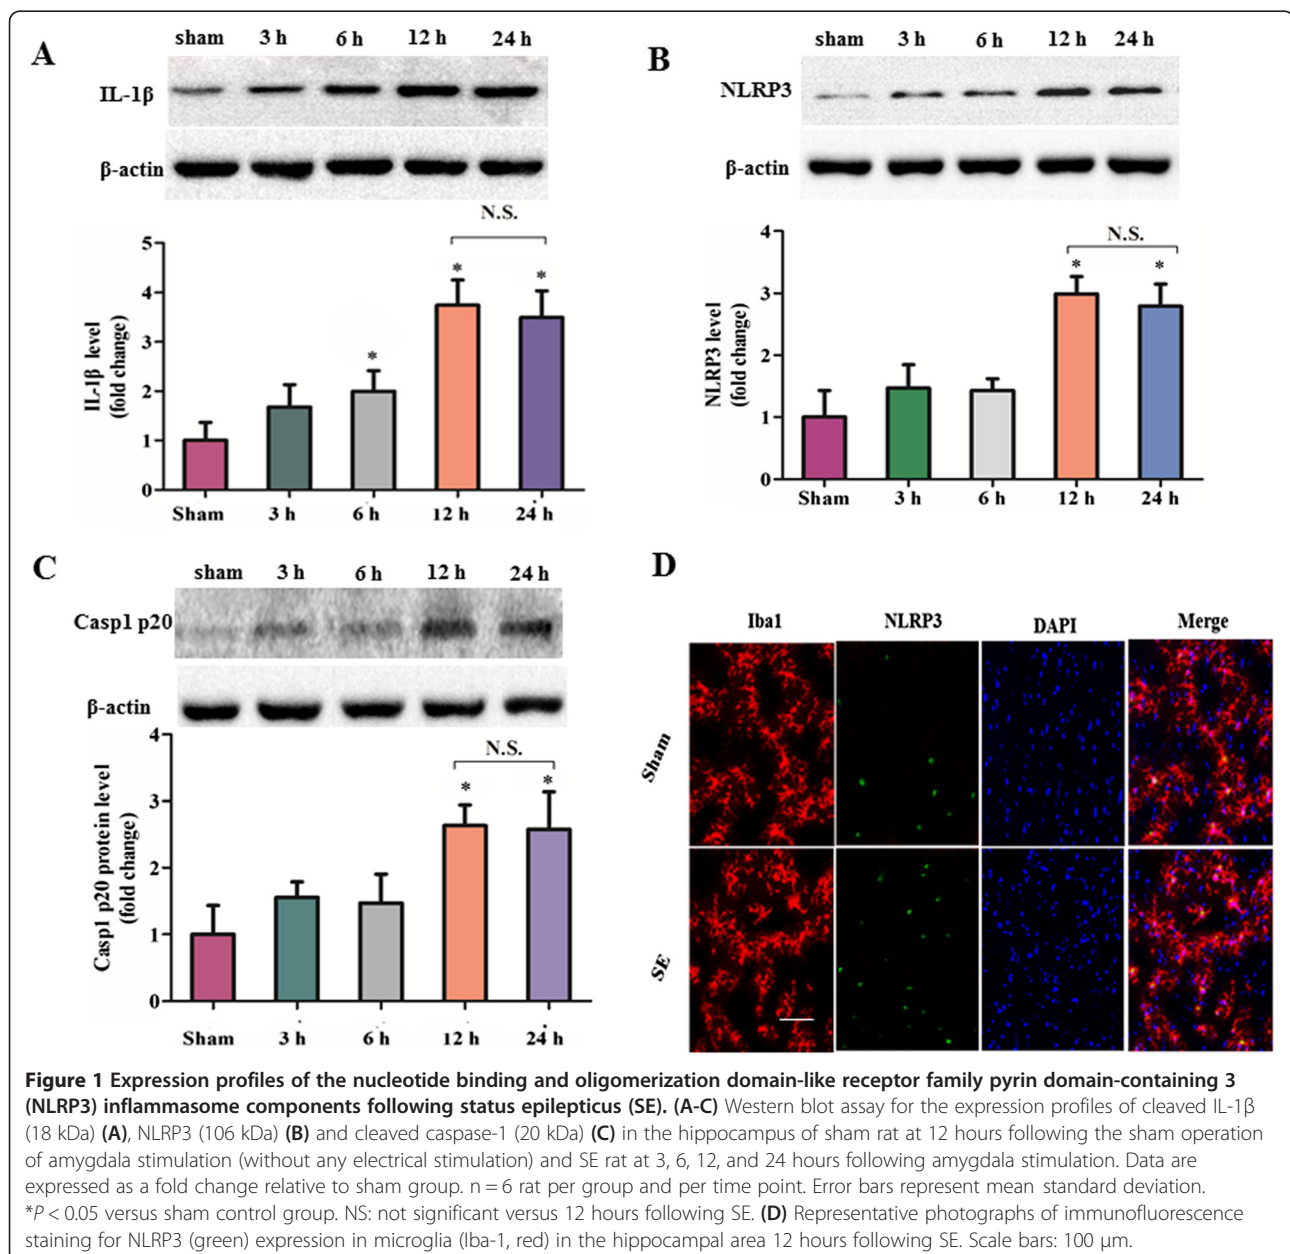 A
sham 3 h 6 h 12 h 24 h
IL-1β
β-actin
N.S.
IL-1β level
(fold change)
5
4
3
2
1
0
* * *
Sham 3 h 6 h 12 h 24 h
B
sham 3 h 6 h 12 h 24 h
NLRP3
β-actin
N.S.
NLRP3 level
(fold change)
4
3
2
1
0
* *
Sham 3 h 6 h 12 h 24 h
C
sham 3 h 6 h 12 h 24 h
Casp1 p20
β-actin
N.S.
Casp1 p20 protein level
(fold change)
4
3
2
1
0
* *
Sham 3 h 6 h 12 h 24 h
D
Iba1 NLRP3 DAPI Merge
Sham
SE
Figure 1 Expression profiles of the nucleotide binding and oligomerization domain-like receptor family pyrin domain-containing 3
(NLRP3) inflammasome components following status epilepticus (SE). (A-C) Western blot assay for the expression profiles of cleaved IL-1β
(18 kDa) (A), NLRP3 (106 kDa) (B) and cleaved caspase-1 (20 kDa) (C) in the hippocampus of sham rat at 12 hours following the sham operation
of amygdala stimulation (without any electrical stimulation) and SE rat at 3, 6, 12, and 24 hours following amygdala stimulation. Data are
expressed as a fold change relative to sham group. n = 6 rat per group and per time point. Error bars represent mean standard deviation.
*P < 0.05 versus sham control group. NS: not significant versus 12 hours following SE. (D) Representative photographs of immunofluorescence
staining for NLRP3 (green) expression in microglia (Iba-1, red) in the hippocampal area 12 hours following SE. Scale bars: 100 μm.